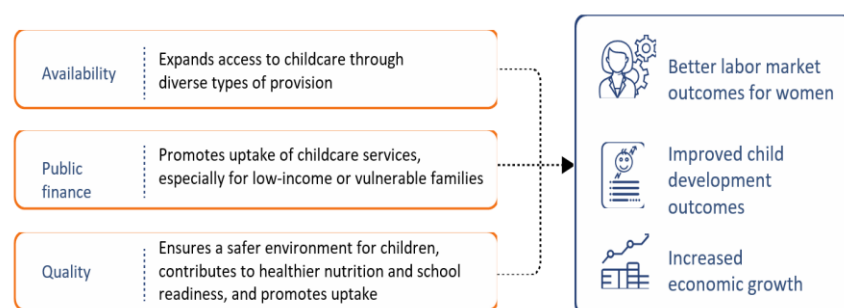 Availability
Expands access to childcare through
diverse types of provision
Public
finance
Promotes uptake of childcare services,
especially for low-income or vulnerable families
Quality
Ensures a safer environment for children,
contributes to healthier nutrition and school
readiness, and promotes uptake
Better labor market
outcomes for women
Improved child
development
outcomes
Increased
economic growth